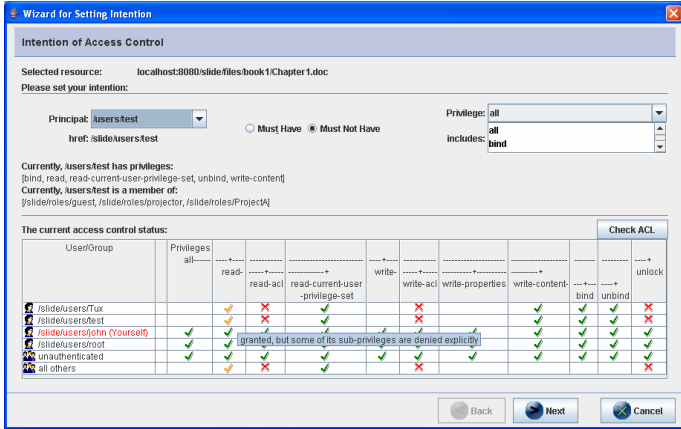 Wizard for Setting Intention
Intention of Access Control
Selected resource: localhost:8080/slide/files/book1/Chapter1.doc
Please set your intention:
Principal: /users/test
href: /slide/users/test
Must Have Must Not Have
Privilege: all
includes: all
bind
Currently, /users/test has privileges:
[bind, read, read-current-user-privilege-set, unbind, write-content]
Currently, /users/test is a member of:
[/slide/roles/guest, /slide/roles/projector, /slide/roles/ProjectA]
The current access control status:
Check ACL
User/Group Privileges
all------ ----+---- ----------- -------------------- ----+---- ----------- -------------------- ----------- ------ --------- ----+
read- -----+----- ----------+ write- -----+----- ----------+--------- ----------+-------- unlock
read-acl read-current-user write-acl write-properties write-content- ---+--- ----+
-privilege-set bind unbind
/slide/users/Tux
/slide/users/test
/slide/users/john (Yourself)
/slide/users/root
granted, but some of its sub-privileges are denied explicitly
unauthenticated
all others
Back Next Cancel